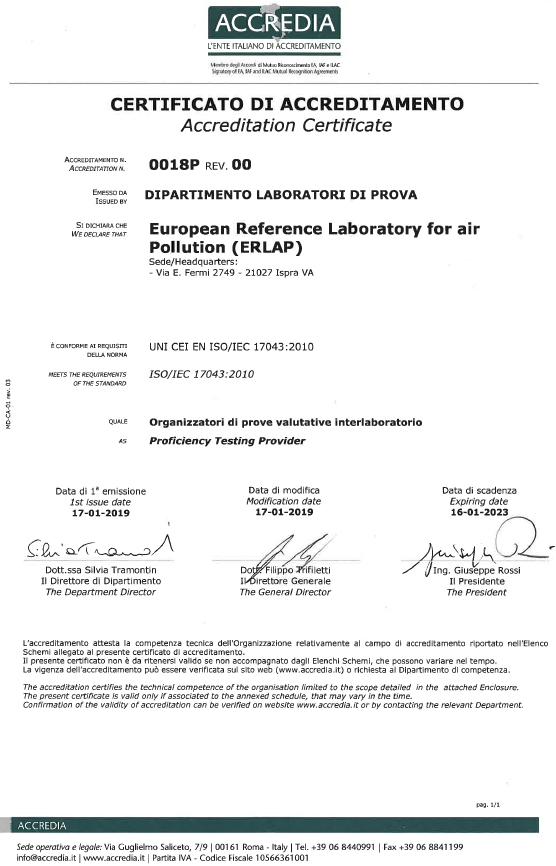 ACCREDIA
L'ENTE ITALIANO DI ACCREDITAMENTO
Membro degli Accordi di Mutuo Riconoscimento EA, IAF e ILAC
Signatory of EA, IAF and ILAC Mutual Recognition Agreements
CERTIFICATO DI ACCREDITAMENTO
Accreditation Certificate
ACCREDITAMENTO N.
ACCREDITATION N.
0018P REV. 00
EMESSO DA
ISSUED BY
DIPARTIMENTO LABORATORI DI PROVA
SI DICHIARA CHE
WE DECLARE THAT
European Reference Laboratory for air
Pollution (ERLAP)
Sede/Headquarters:
- Via E. Fermi 2749 - 21027 Ispra VA
È CONFORME AI REQUISITI
DELLA NORMA
UNI CEI EN ISO/IEC 17043:2010
MEETS THE REQUIREMENTS
OF THE STANDARD
ISO/IEC 17043:2010
QUALE
Organizzatori di prove valutative interlaboratorio
AS
Proficiency Testing Provider
MD-CA-01 rev. 03
Data di 1ª emissione
1st issue date
17-01-2019
Data di modifica
Modification date
17-01-2019
Data di scadenza
Expiring date
16-01-2023
Silvia Tramontin
Dott.ssa Silvia Tramontin
Il Direttore di Dipartimento
The Department Director
Dott. Filippo Trifiletti
Il Direttore Generale
The General Director
Ing. Giuseppe Rossi
Il Presidente
The President
L'accreditamento attesta la competenza tecnica dell'Organizzazione relativamente al campo di accreditamento riportato nell'Elenco
Schemi allegato al presente certificato di accreditamento.
Il presente certificato non è da ritenersi valido se non accompagnato dagli Elenchi Schemi, che possono variare nel tempo.
La vigenza dell'accreditamento può essere verificata sul sito web (www.accredia.it) o richiesta al Dipartimento di competenza.
The accreditation certifies the technical competence of the organisation limited to the scope detailed in the attached Enclosure.
The present certificate is valid only if associated to the annexed schedule, that may vary in the time.
Confirmation of the validity of accreditation can be verified on website www.accredia.it or by contacting the relevant Department.
pag. 1/1
ACCREDIA
Sede operativa e legale: Via Guglielmo Saliceto, 7/9 | 00161 Roma - Italy | Tel. +39 06 8440991 | Fax +39 06 8841199
info@accredia.it | www.accredia.it | Partita IVA - Codice Fiscale 10566361001